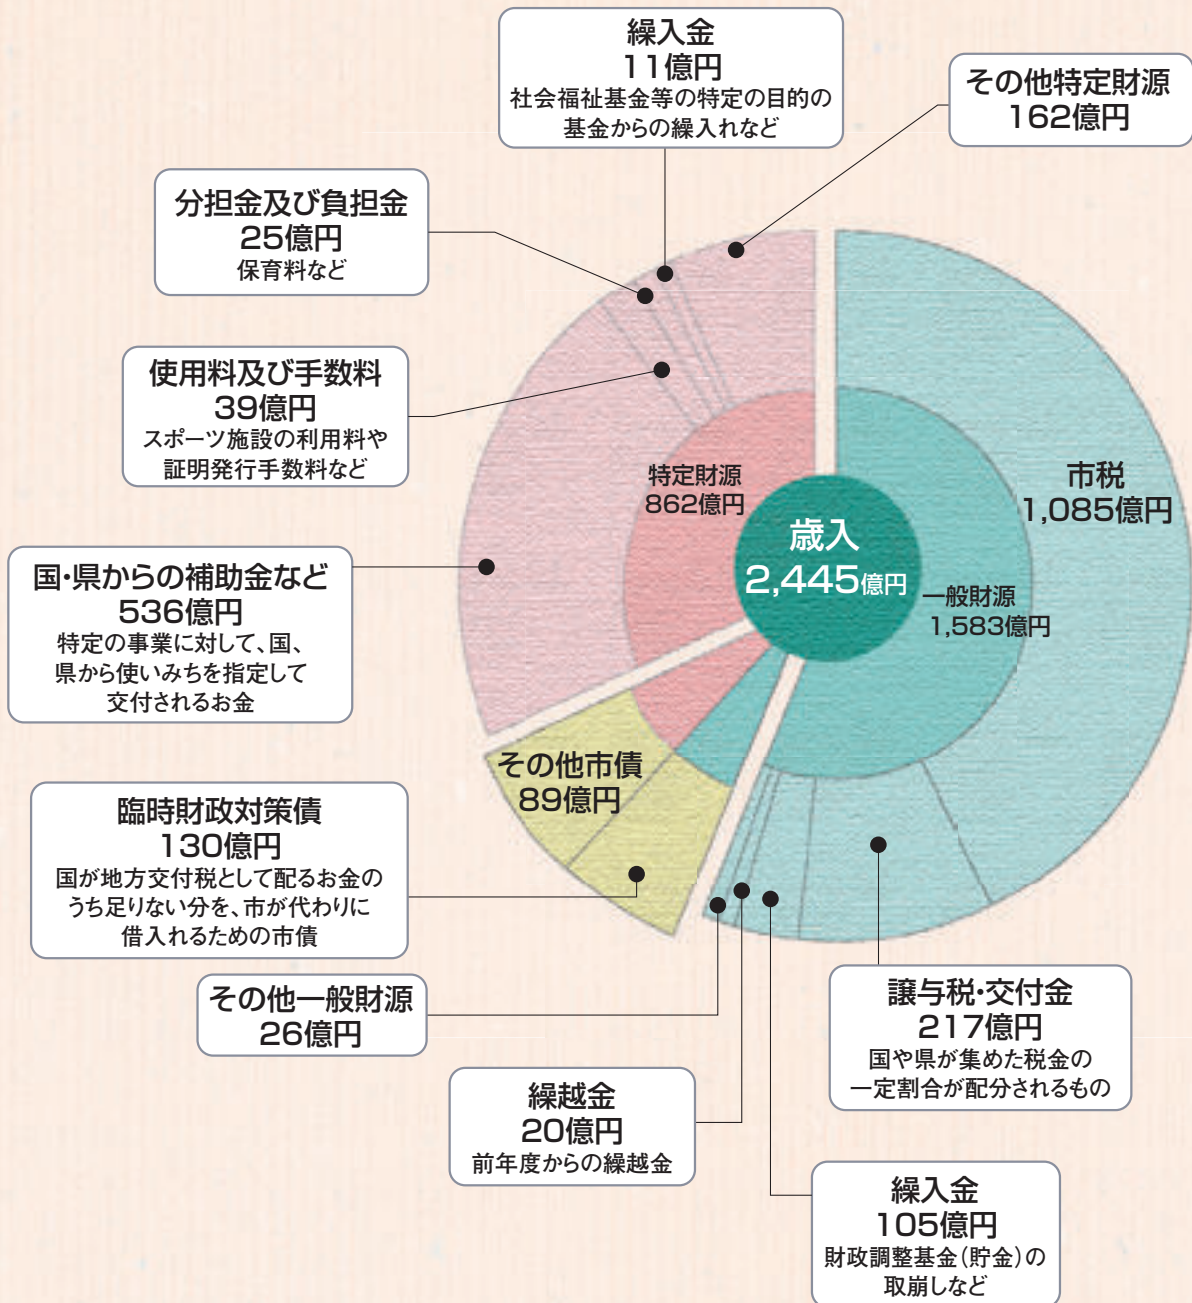 繰入金
11億円
社会福祉基金等の特定の目的の
基金からの繰入れなど
その他特定財源
162億円
分担金及び負担金
25億円
保育料など
使用料及び手数料
39億円
スポーツ施設の利用料や
証明発行手数料など
特定財源
862億円
歳入
2,445億円
市税
1,085億円
一般財源
1,583億円
国・県からの補助金など
536億円
特定の事業に対して、国、
県から使いみちを指定して
交付されるお金
その他市債
89億円
臨時財政対策債
130億円
国が地方交付税として配るお金の
うち足りない分を、市が代わりに
借入れるための市債
その他一般財源
26億円
譲与税・交付金
217億円
国や県が集めた税金の
一定割合が配分されるもの
繰越金
20億円
前年度からの繰越金
繰入金
105億円
財政調整基金(貯金)の
取崩しなど